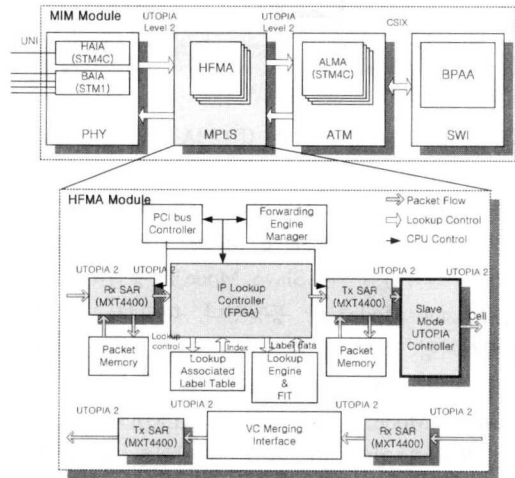 MIM Module
UTOPIA
Level 2
UTOPIA
Level 2
CSIX
UNI
HAIA
(STM4C)
BAIA
(STM1)
PHY
HFMA
MPLS
ALMA
(STM4C)
ATM
BPAA
SWI
HFMA Module
Packet Flow
Lookup Control
CPU Control
PCI bus
Controller
Forwarding
Engine
Manager
UTOPIA 2
UTOPIA 2
UTOPIA 2
UTOPIA 2
UTOPIA 2
Rx SAR
(MXT4400)
IP Lookup
Controller
(FPGA)
Tx SAR
(MXT4400)
Slave
Mode
UTOPIA
Controller
Cell
Packet
Memory
Lookup
control
Index
Label data
Lookup
Associated
Label Table
Lookup
Engine
&
FIT
Packet
Memory
UTOPIA 2
UTOPIA 2
UTOPIA 2
UTOPIA 2
Tx SAR
(MXT4400)
VC Merging
Interface
Rx SAR
(MXT4400)